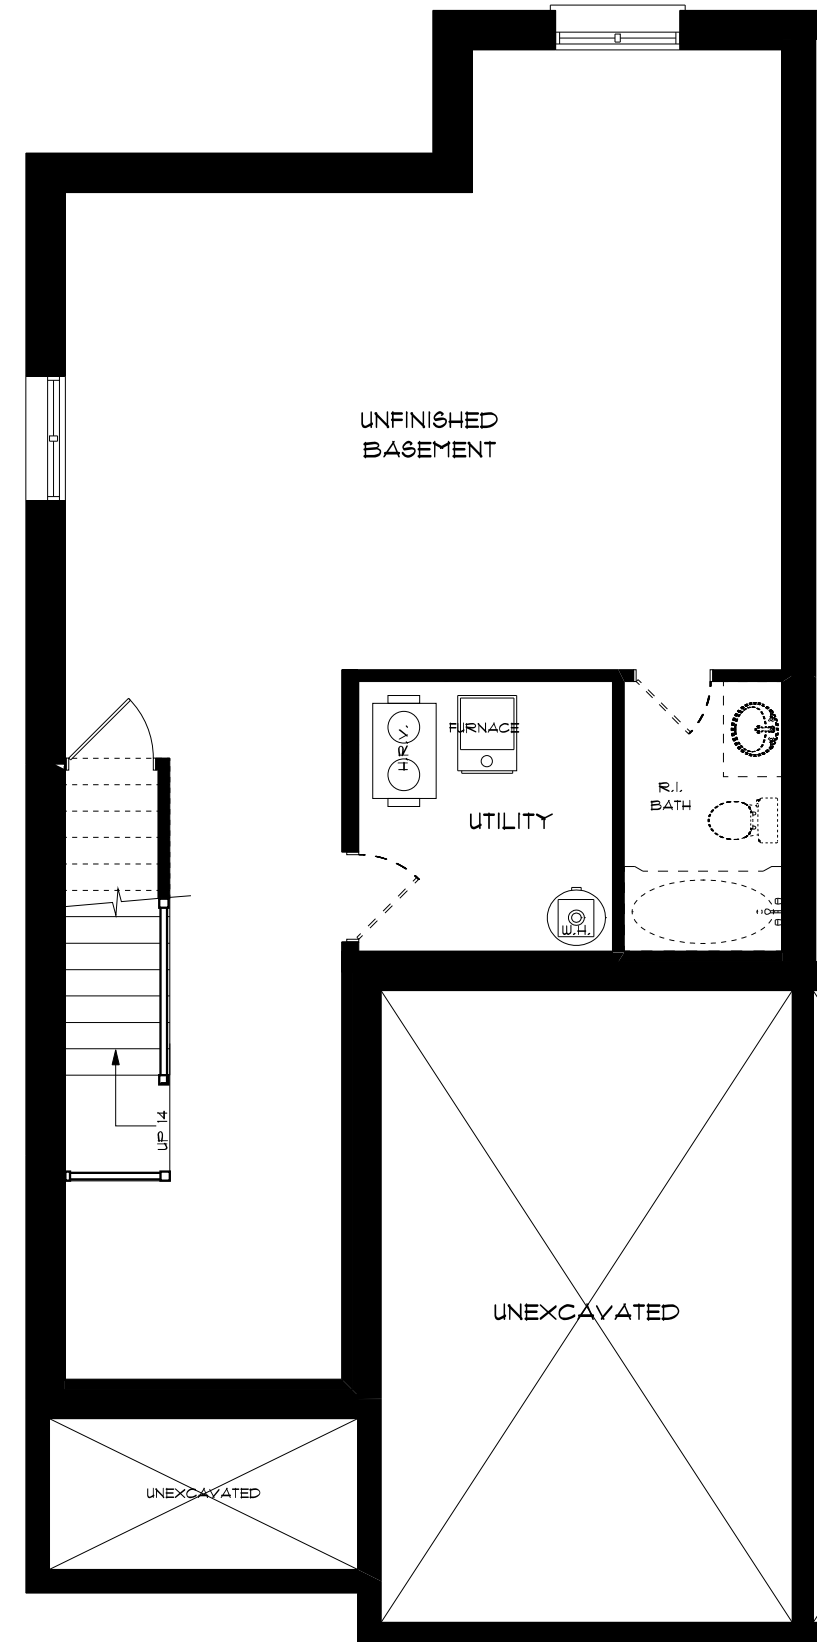 UNFINISHED
BASEMENT
FURNACE
H.R.V.
UTILITY
R.I.
BATH
W.H.
UP 14
UNEXCAVATED
UNEXCAVATED